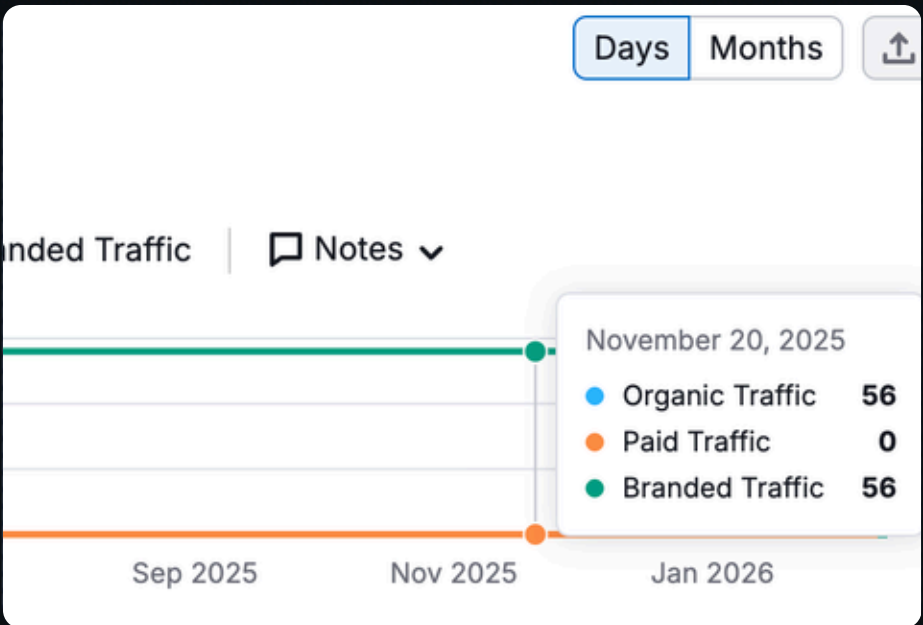 Days Months
anded Traffic Notes
November 20, 2025
Organic Traffic 56
Paid Traffic 0
Branded Traffic 56
Sep 2025 Nov 2025 Jan 2026